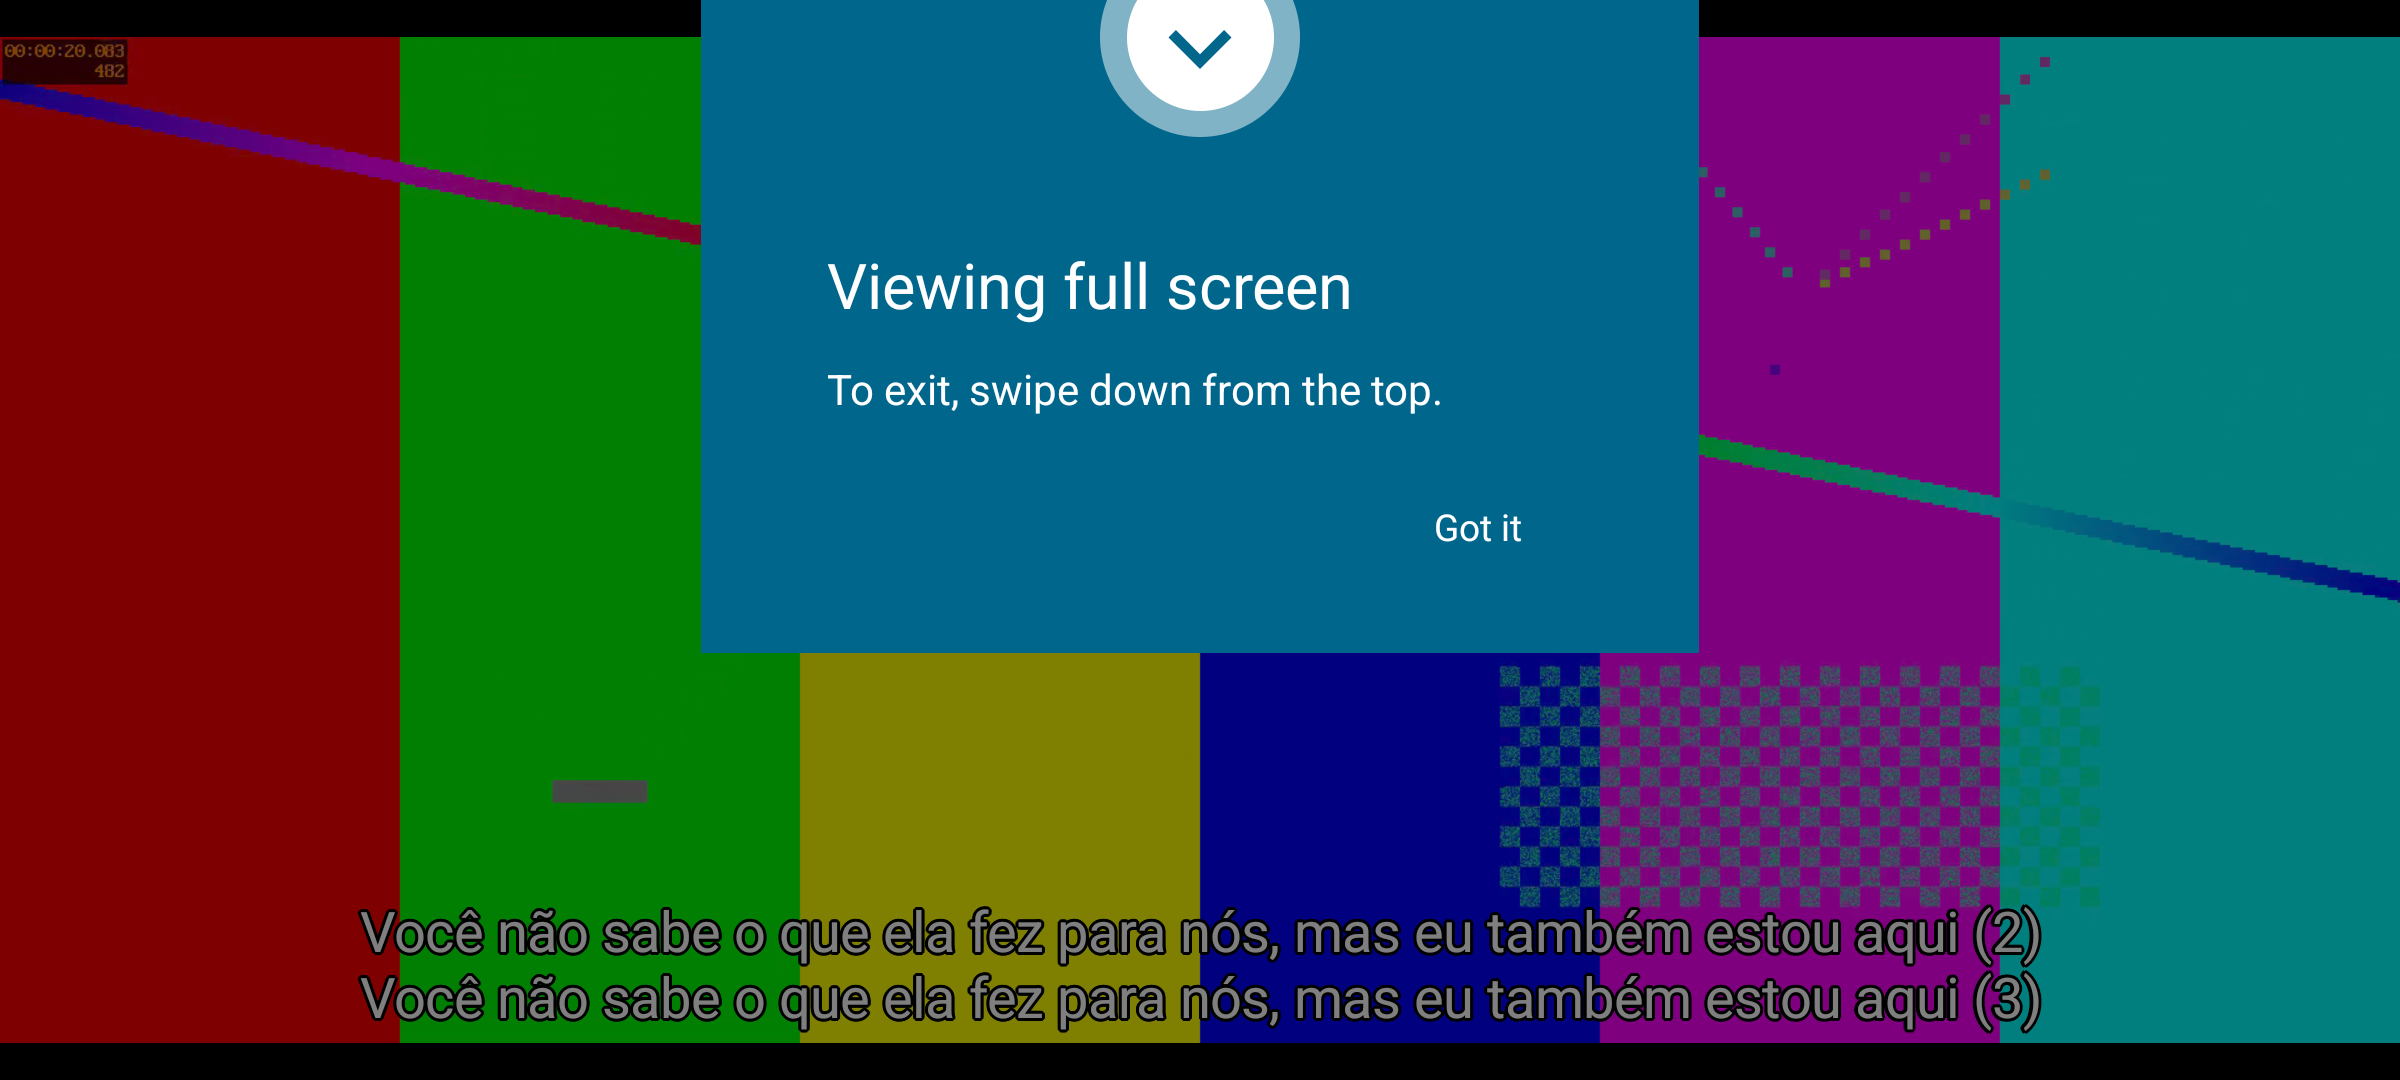 00:00:20.083
482
Viewing full screen
To exit, swipe down from the top.
Got it
Você não sabe o que ela fez para nós, mas eu também estou aqui (2)
Você não sabe o que ela fez para nós, mas eu também estou aqui (3)